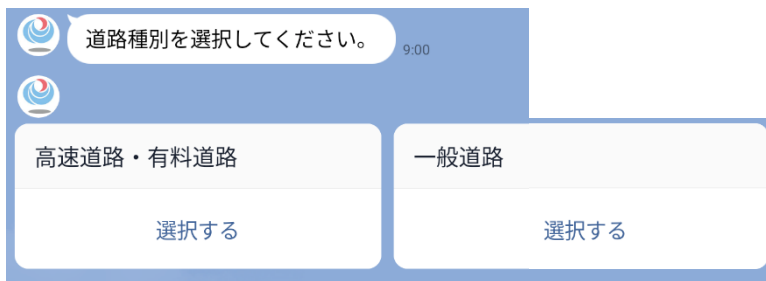 道路種別を選択してください。
9:00
高速道路・有料道路
一般道路
選択する
選択する